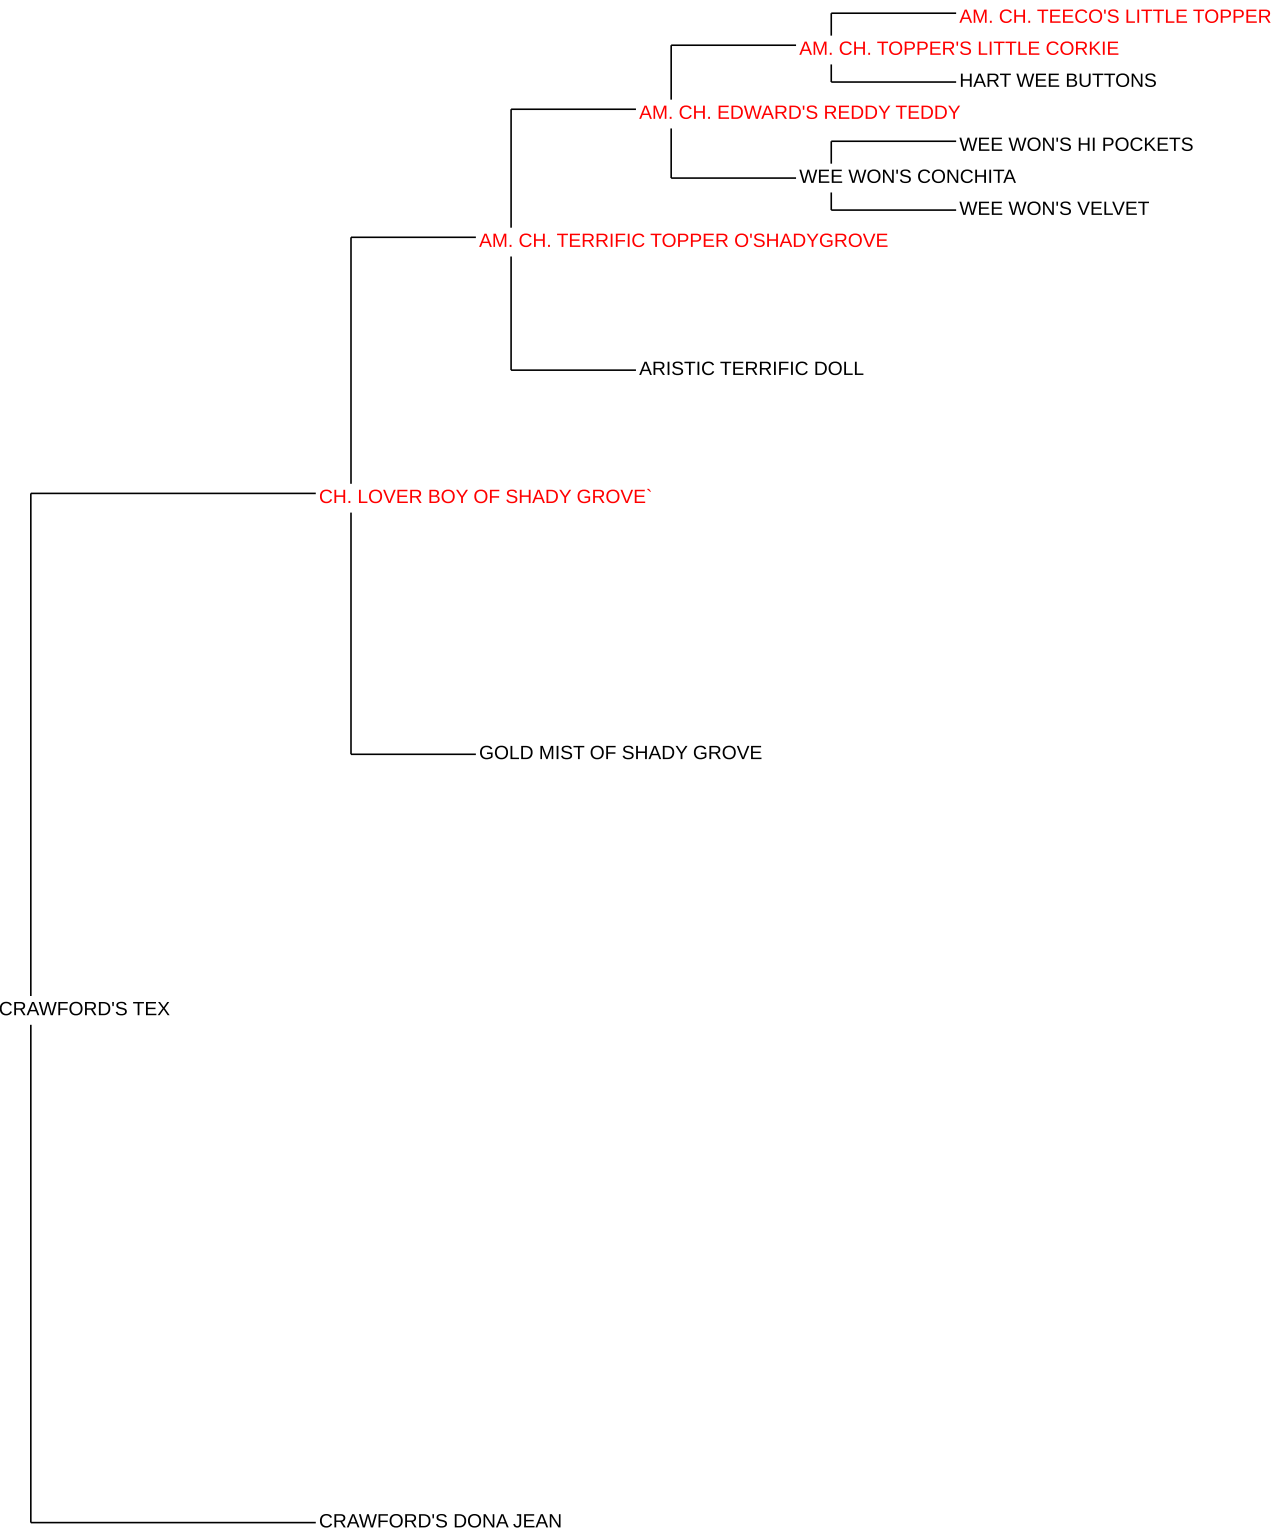 AM. CH. TEECO'S LITTLE TOPPER
AM. CH. TOPPER'S LITTLE CORKIE
HART WEE BUTTONS
AM. CH. EDWARD'S REDDY TEDDY
WEE WON'S HI POCKETS
WEE WON'S CONCHITA
WEE WON'S VELVET
AM. CH. TERRIFIC TOPPER O'SHADYGROVE
ARISTIC TERRIFIC DOLL
CH. LOVER BOY OF SHADY GROVE`
GOLD MIST OF SHADY GROVE
CRAWFORD'S TEX
CRAWFORD'S DONA JEAN